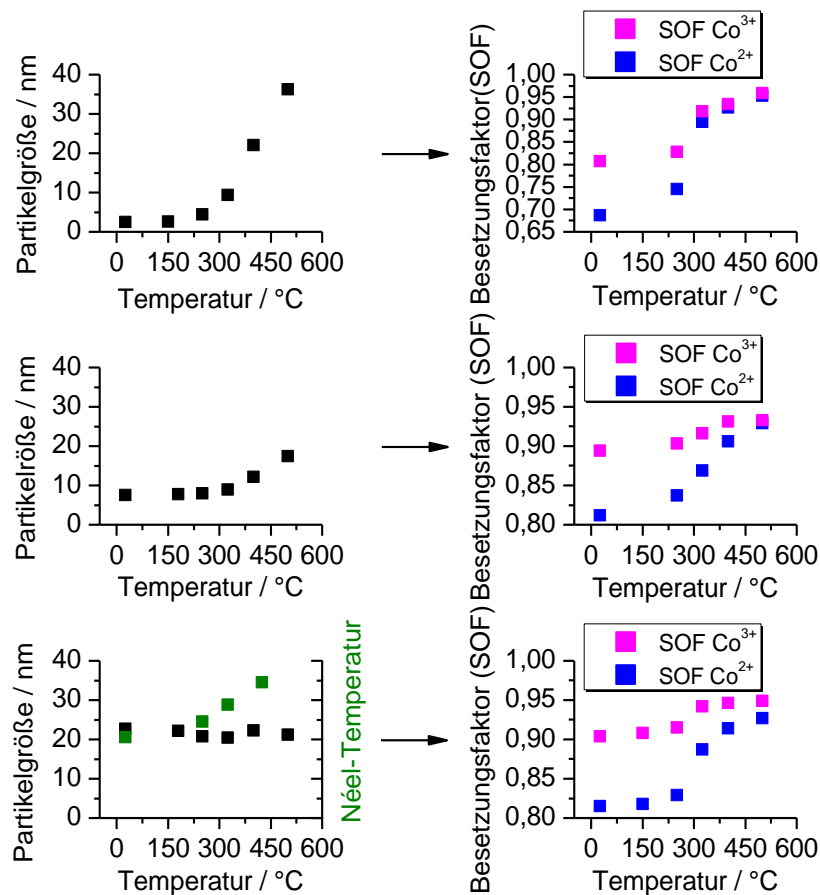 SOF Co3+
SOF Co2+
Partikelgröße / nm
40
30
20
10
0
0 150 300 450 600
Temperatur / °C
Besetzungsfaktor(SOF)
1,00
0,95
0,90
0,85
0,80
0,75
0,70
0,65
0 150 300 450 600
Temperatur / °C
SOF Co3+
SOF Co2+
Partikelröße / nm
40
30
20
10
0
0 150 300 450 600
Temperatur / °C
Besetzungsfaktor (SOF)
1,00
0,95
0,90
0,85
0,80
0 150 300 450 600
Temperatur / °C
SOF Co3+
SOF Co2+
Partikelgröße / nm
40
30
20
10
0
0 150 300 450 600
Temperatur / °C
Néel-Temperatur
Besetzungsfaktor (SOF)
1,00
0,95
0,90
0,85
0,80
0 150 300 450 600
Temperatur / °C